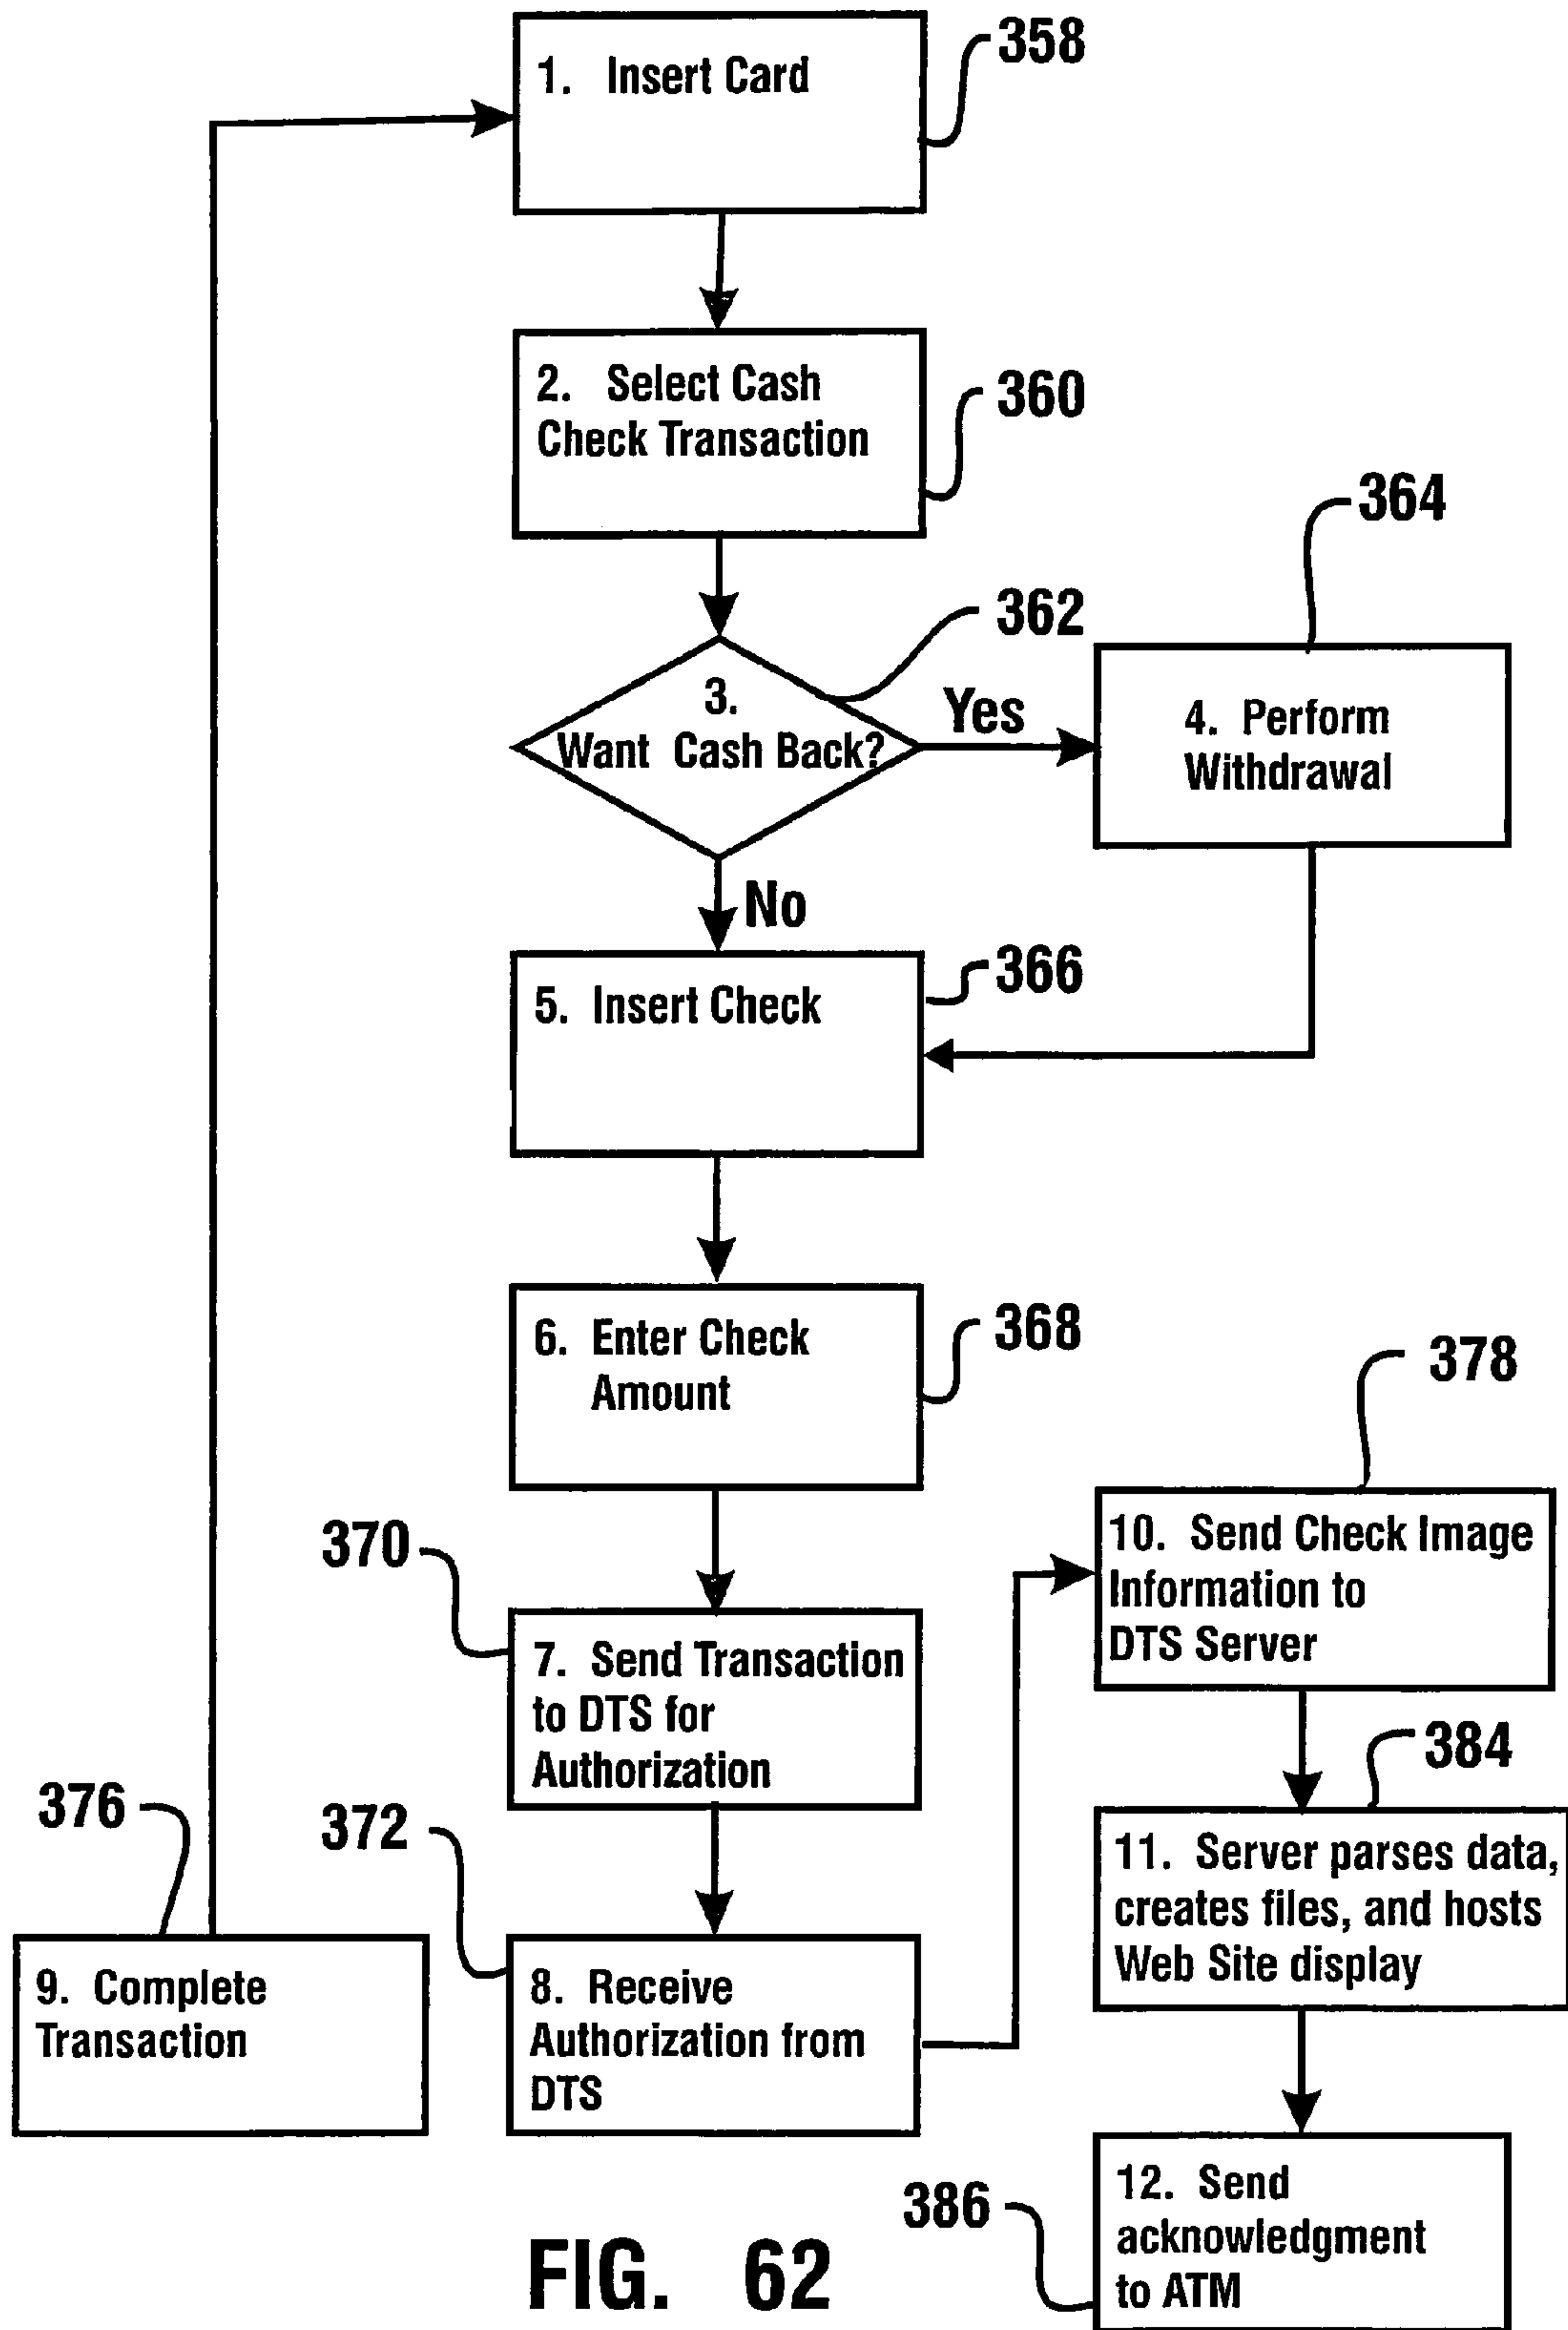 358
1. Insert Card
2. Select Cash
Check Transaction
360
364
362
3.
Want Cash Back?
Yes
4. Perform
Withdrawal
No
366
5. Insert Check
6. Enter Check
Amount
368
378
370
7. Send Transaction
to DTS for
Authorization
10. Send Check Image
Information to
DTS Server
384
376
372
11. Server parses data,
creates files, and hosts
Web Site display
9. Complete
Transaction
8. Receive
Authorization from
DTS
386
12. Send
acknowledgment
to ATM
FIG. 62